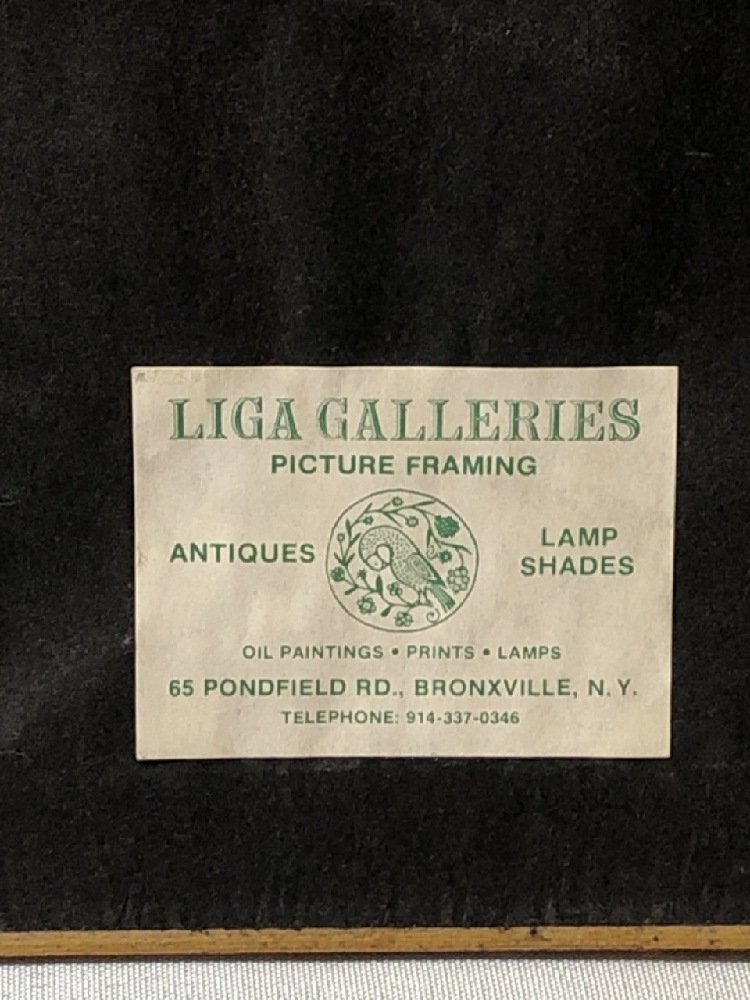 LIGA GALLERIES
PICTURE FRAMING
ANTIQUES
LAMP
SHADES
OIL PAINTINGS • PRINTS • LAMPS
65 PONDFIELD RD., BRONXVILLE, N.Y.
TELEPHONE: 914-337-0346